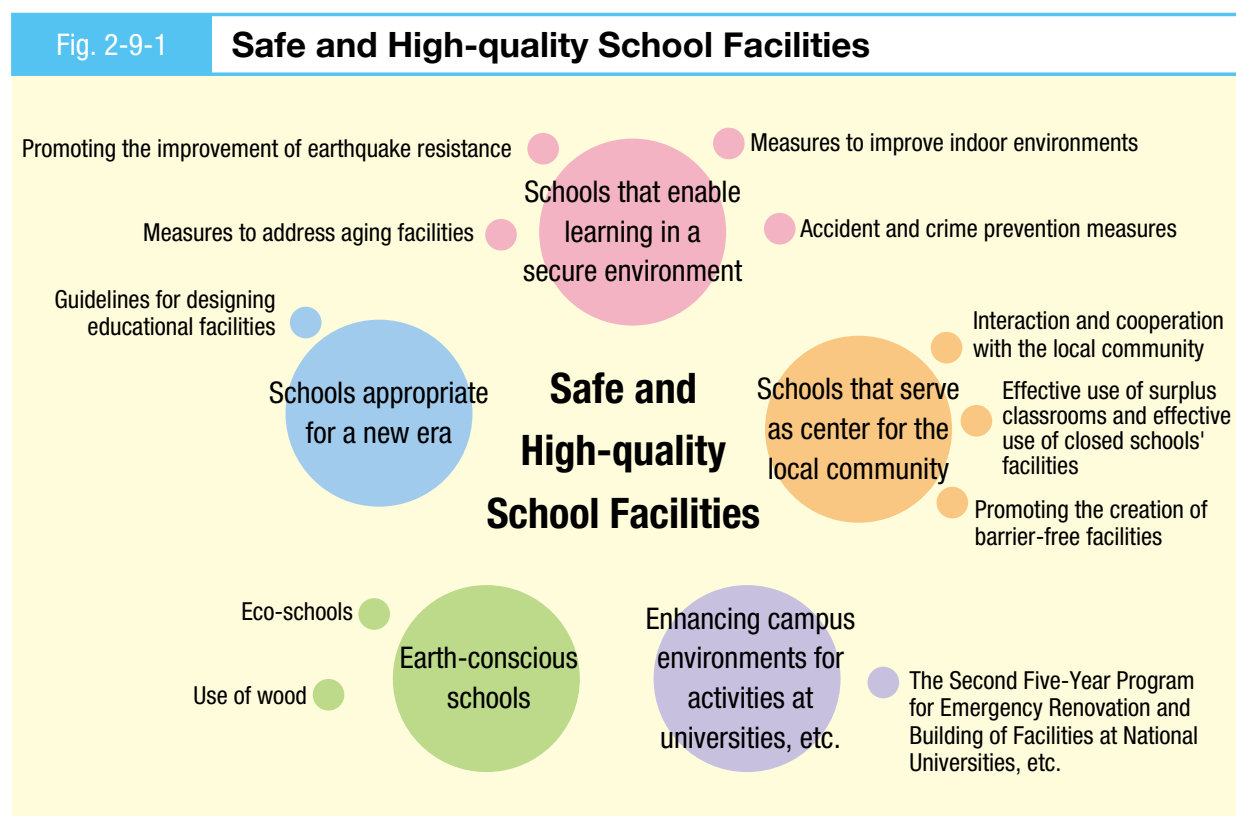 Fig. 2-9-1
Safe and High-quality School Facilities
Promoting the improvement of earthquake resistance
Measures to address aging facilities
Schools that enable
learning in a
secure environment
Measures to improve indoor environments
Accident and crime prevention measures
Guidelines for designing
educational facilities
Schools appropriate
for a new era
Safe and
High-quality
School Facilities
Schools that serve
as center for the
local community
Interaction and cooperation
with the local community
Effective use of surplus
classrooms and effective
use of closed schools'
facilities
Promoting the creation of
barrier-free facilities
Eco-schools
Use of wood
Earth-conscious
schools
Enhancing campus
environments for
activities at
universities, etc.
The Second Five-Year Program
for Emergency Renovation and
Building of Facilities at National
Universities, etc.